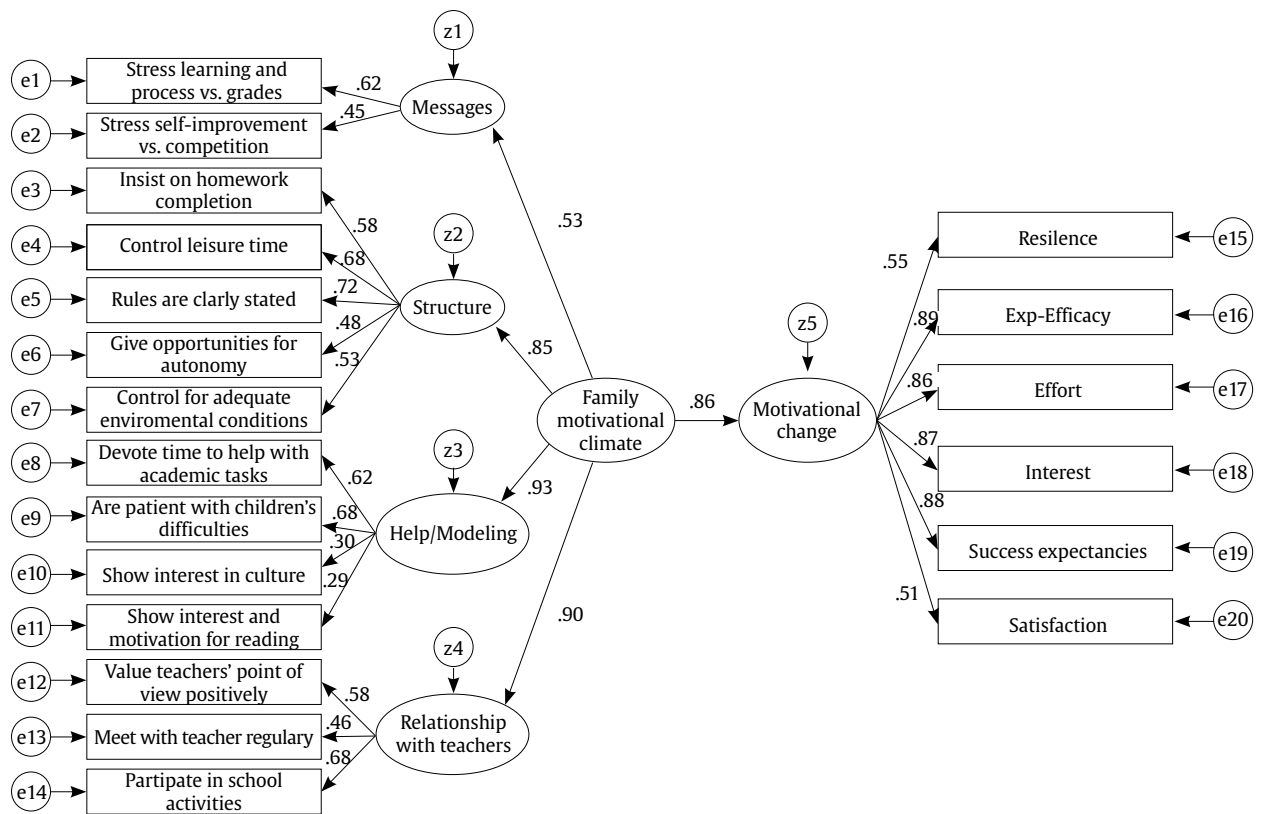 z1
e1
Stress learning and
process vs. grades
.62
Messages
e2
Stress self-improvement
vs. competition
.45
e3
Insist on homework
completion
.58
.53
z2
e4
Control leisure time
.68
e5
Rules are clarly stated
.72
Structure
e6
Give opportunities for
autonomy
.48
.85
e7
Control for adequate
enviromental conditions
.53
Family
motivational
climate
.86
z5
Motivational
change
z3
e8
Devote time to help with
academic tasks
.62
.93
e9
Are patient with children's
difficulties
.68
Help/Modeling
e10
Show interest in culture
.30
e11
Show interest and
motivation for reading
.29
.90
z4
e12
Value teachers' point of
view positively
.58
Relationship
with teachers
e13
Meet with teacher regulary
.46
e14
Partipate in school
activities
.68
.55
Resilence
e15
.89
Exp-Efficacy
e16
.86
Effort
e17
.87
Interest
e18
.88
Success expectancies
e19
.51
Satisfaction
e20